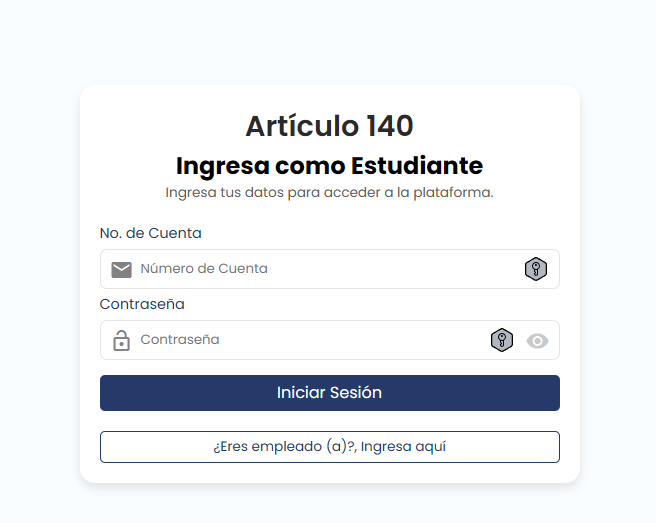 Artículo 140
Ingresa como Estudiante
Ingresa tus datos para acceder a la plataforma.
No. de Cuenta
Número de Cuenta
Contraseña
Contraseña
Iniciar Sesión
¿Eres empleado (a)?, Ingresa aquí